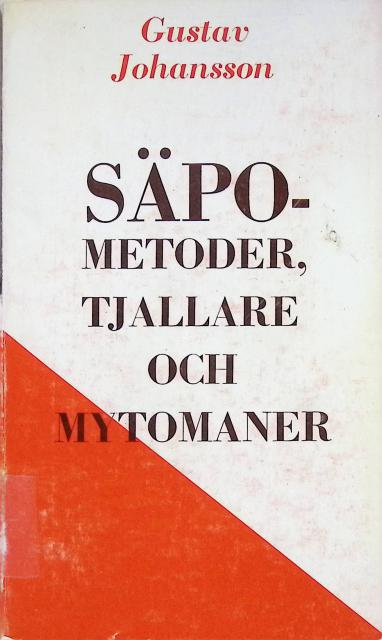 Gustav
Johansson
SÄPO-
METODER,
TJALLARE
OCH
MYTOMANER